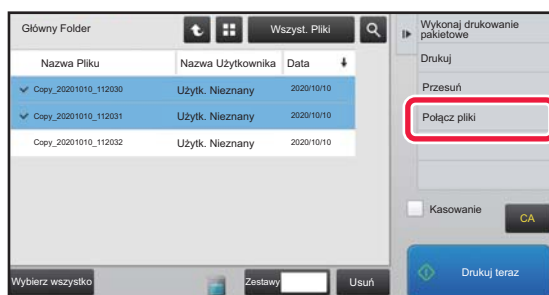 Główny Folder
Wszyst. Pliki
Nazwa Pliku Nazwa Użytkownika Data
Copy_20201010_112030 Użytk. Nieznany 2020/10/10
Copy_20201010_112031 Użytk. Nieznany 2020/10/10
Copy_20201010_112032 Użytk. Nieznany 2020/10/10
Wybierz wszystko
Zestawy
Usuń
Wykonaj drukowanie
pakietowe
Drukuj
Przesuń
Połącz pliki
Kasowanie
CA
Drukuj teraz